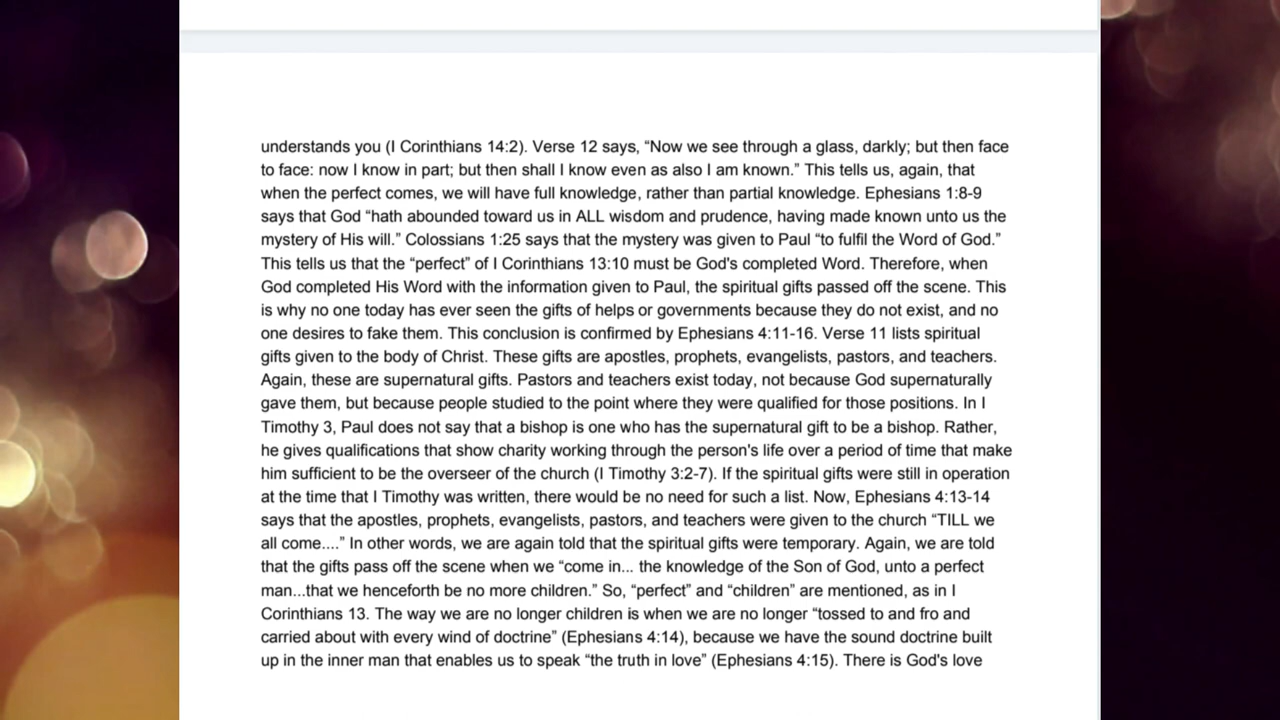 understands you (I Corinthians 14:2). Verse 12 says, “Now we see through a glass, darkly; but then face
to face: now I know in part; but then shall I know even as also I am known.” This tells us, again, that
when the perfect comes, we will have full knowledge, rather than partial knowledge. Ephesians 1:8-9
says that God “hath abounded toward us in ALL wisdom and prudence, having made known unto us the
mystery of His will.” Colossians 1:25 says that the mystery was given to Paul “to fulfil the Word of God.”
This tells us that the “perfect” of I Corinthians 13:10 must be God's completed Word. Therefore, when
God completed His Word with the information given to Paul, the spiritual gifts passed off the scene. This
is why no one today has ever seen the gifts of helps or governments because they do not exist, and no
one desires to fake them. This conclusion is confirmed by Ephesians 4:11-16. Verse 11 lists spiritual
gifts given to the body of Christ. These gifts are apostles, prophets, evangelists, pastors, and teachers.
Again, these are supernatural gifts. Pastors and teachers exist today, not because God supernaturally
gave them, but because people studied to the point where they were qualified for those positions. In I
Timothy 3, Paul does not say that a bishop is one who has the supernatural gift to be a bishop. Rather,
he gives qualifications that show charity working through the person's life over a period of time that make
him sufficient to be the overseer of the church (I Timothy 3:2-7). If the spiritual gifts were still in operation
at the time that I Timothy was written, there would be no need for such a list. Now, Ephesians 4:13-14
says that the apostles, prophets, evangelists, pastors, and teachers were given to the church “TILL we
all come....” In other words, we are again told that the spiritual gifts were temporary. Again, we are told
that the gifts pass off the scene when we “come in... the knowledge of the Son of God, unto a perfect
man...that we henceforth be no more children.” So, “perfect” and “children” are mentioned, as in I
Corinthians 13. The way we are no longer children is when we are no longer “tossed to and fro and
carried about with every wind of doctrine” (Ephesians 4:14), because we have the sound doctrine built
up in the inner man that enables us to speak “the truth in love” (Ephesians 4:15). There is God's love